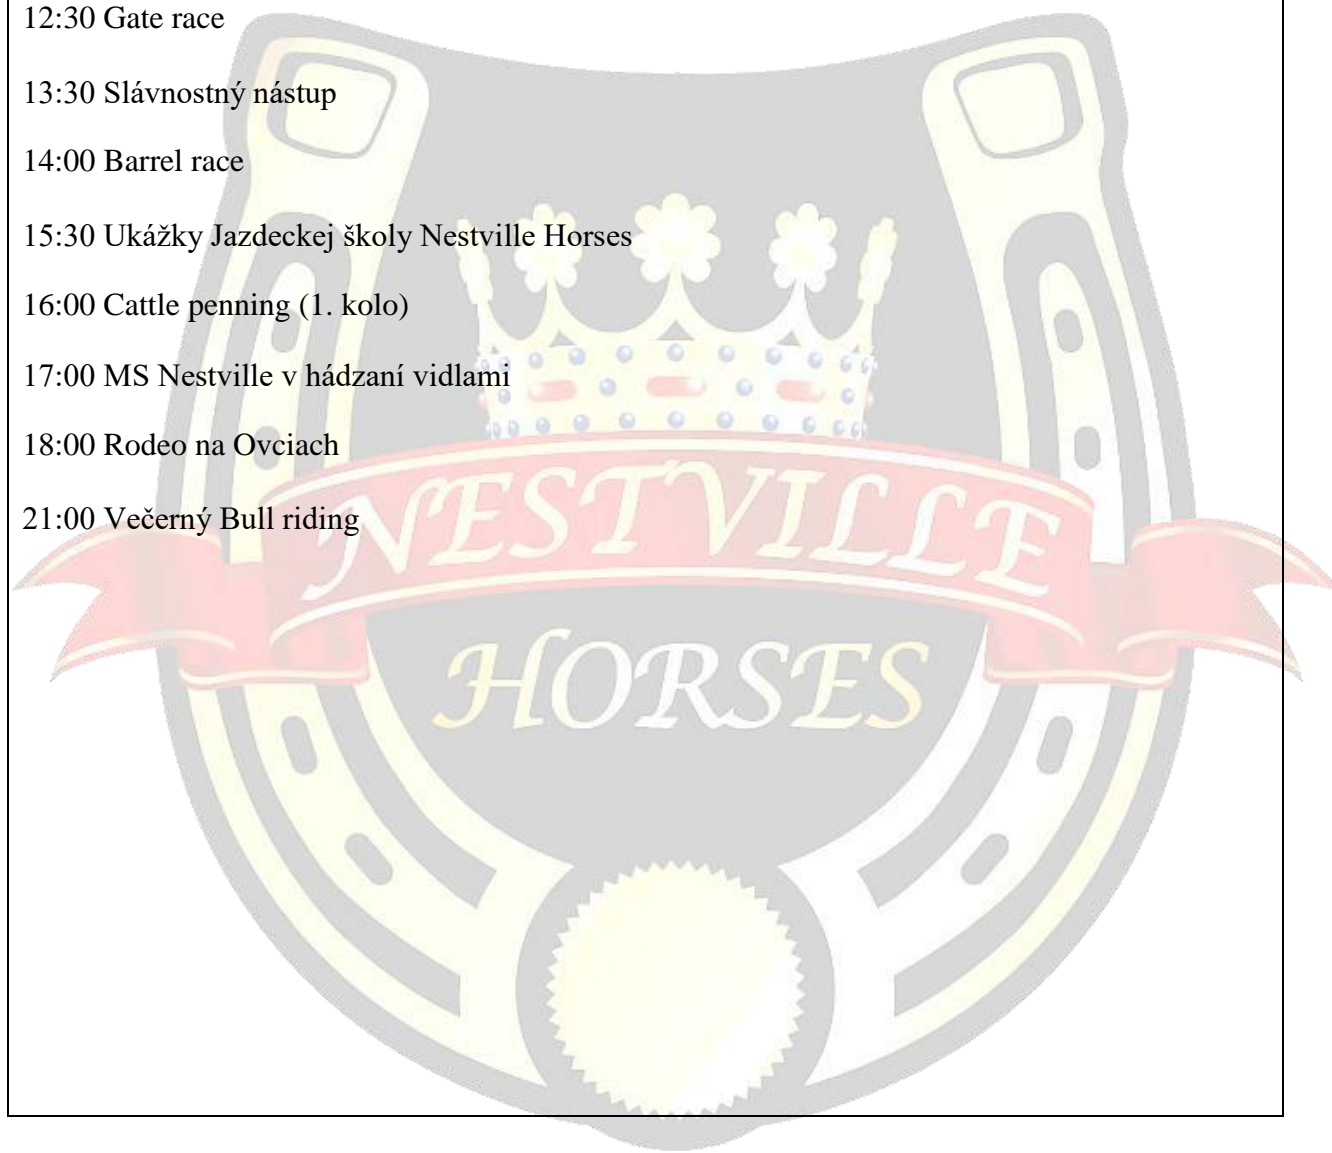 12:30 Gate race
13:30 Slávnostný nástup
14:00 Barrel race
15:30 Ukážky Jazdeckej školy Nestville Horses
16:00 Cattle penning (1. kolo)
17:00 MS Nestville v hádzaní vidlami
18:00 Rodeo na Ovciach
21:00 Večerný Bull riding
NESTVILLE
HORSES